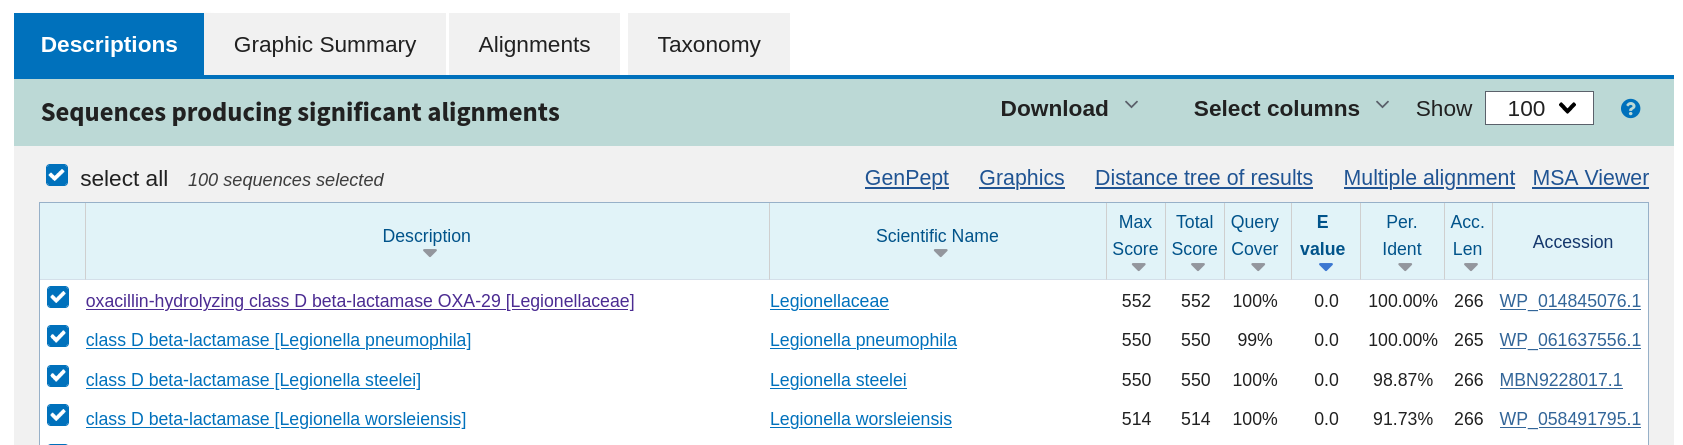 Descriptions Graphic Summary Alignments Taxonomy
Sequences producing significant alignments Download Select columns Show 100 ?
select all 100 sequences selected GenPept Graphics Distance tree of results Multiple alignment MSA Viewer
Description Scientific Name Max Score Total Score Query Cover E value Per. Ident Acc. Len Accession
oxacillin-hydrolyzing class D beta-lactamase OXA-29 [Legionellaceae] Legionellaceae 552 552 100% 0.0 100.00% 266 WP_014845076.1
class D beta-lactamase [Legionella pneumophila] Legionella pneumophila 550 550 99% 0.0 100.00% 265 WP_061637556.1
class D beta-lactamase [Legionella steelei] Legionella steelei 550 550 100% 0.0 98.87% 266 MBN9228017.1
class D beta-lactamase [Legionella worsleiensis] Legionella worsleiensis 514 514 100% 0.0 91.73% 266 WP_058491795.1